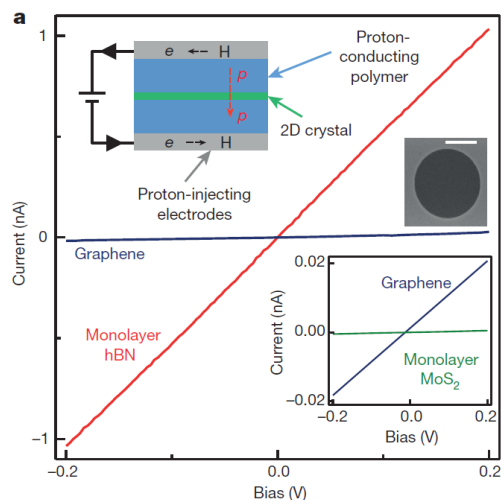 a
1
0
−1
Current (nA)
−0.2
0.0
0.2
Bias (V)
e
H
p
p
e
H
Proton-
conducting
polymer
2D crystal
Proton-injecting
electrodes
Graphene
Monolayer
hBN
0.02
0.00
−0.02
Current (nA)
Graphene
Monolayer
MoS₂
−0.2
0.0
0.2
Bias (V)